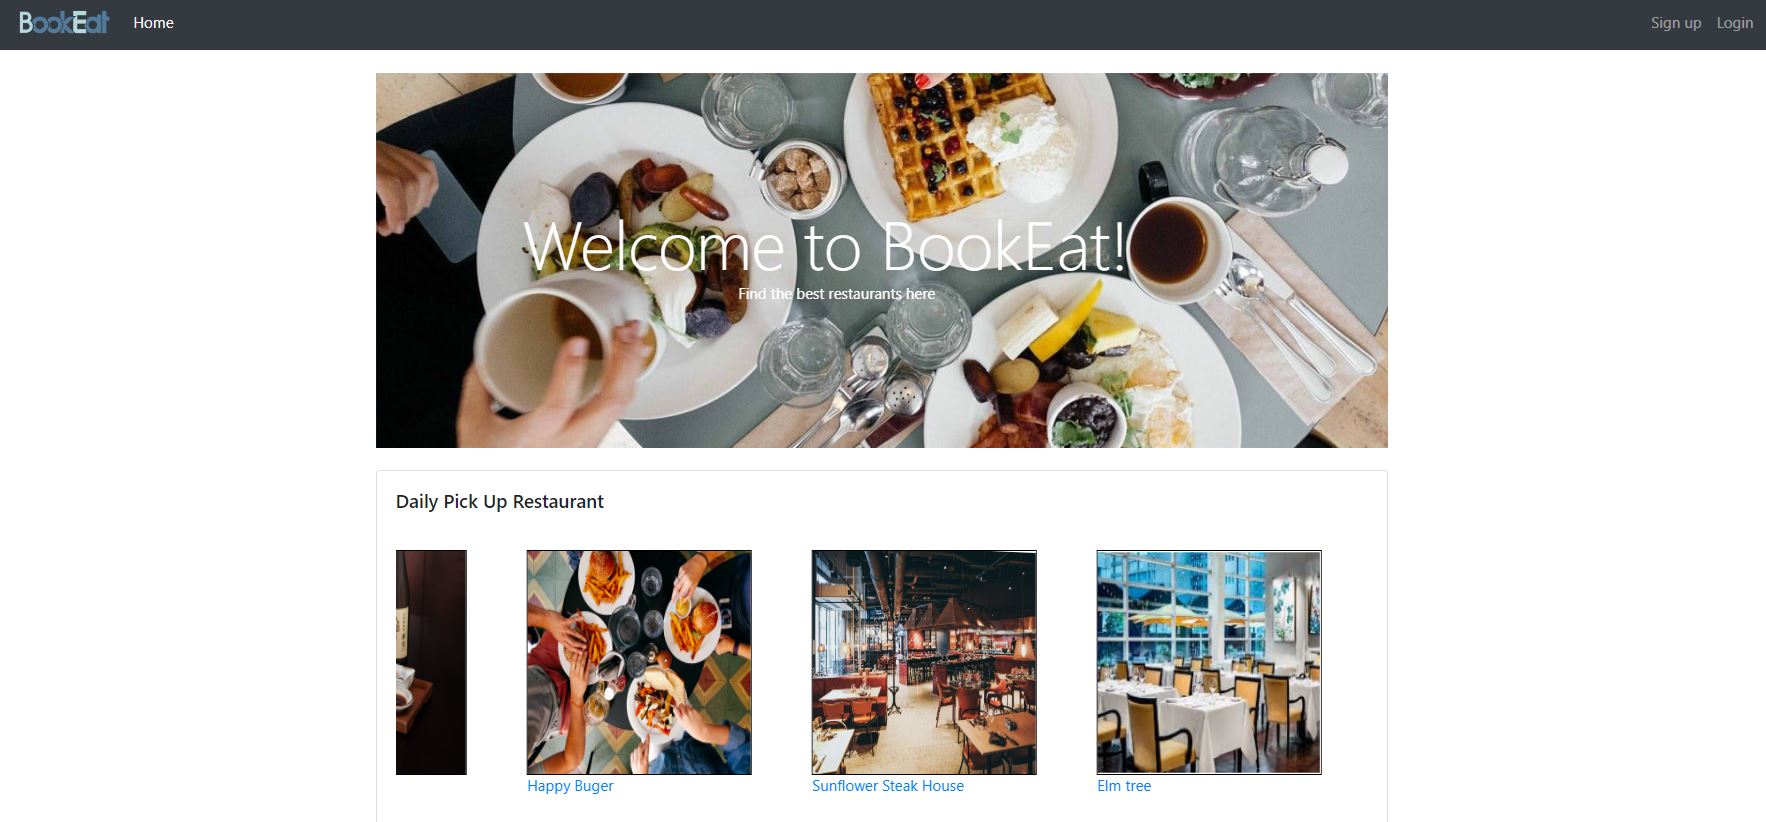 BookEat Home Sign up Login
Welcome to BookEat!
Find the best restaurants here
Daily Pick Up Restaurant
Happy Buger
Sunflower Steak House
Elm tree